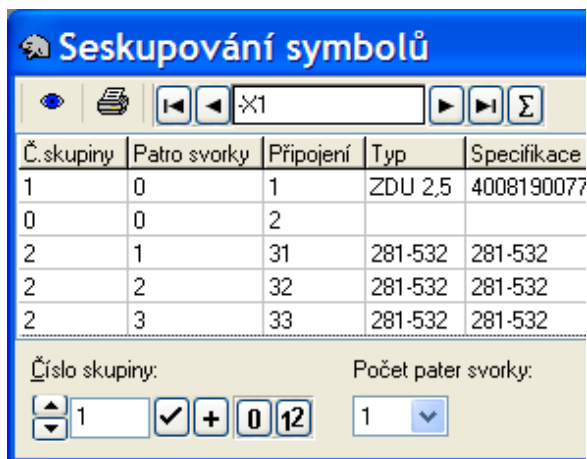 Seskupování symbolů
-X1 Σ
Č.skupiny Patro svorky Připojení Typ Specifikace
1 0 1 ZDU 2,5 4008190077
0 0 2
2 1 31 281-532 281-532
2 2 32 281-532 281-532
2 3 33 281-532 281-532
Číslo skupiny: Počet pater svorky:
1 + 0 12 1